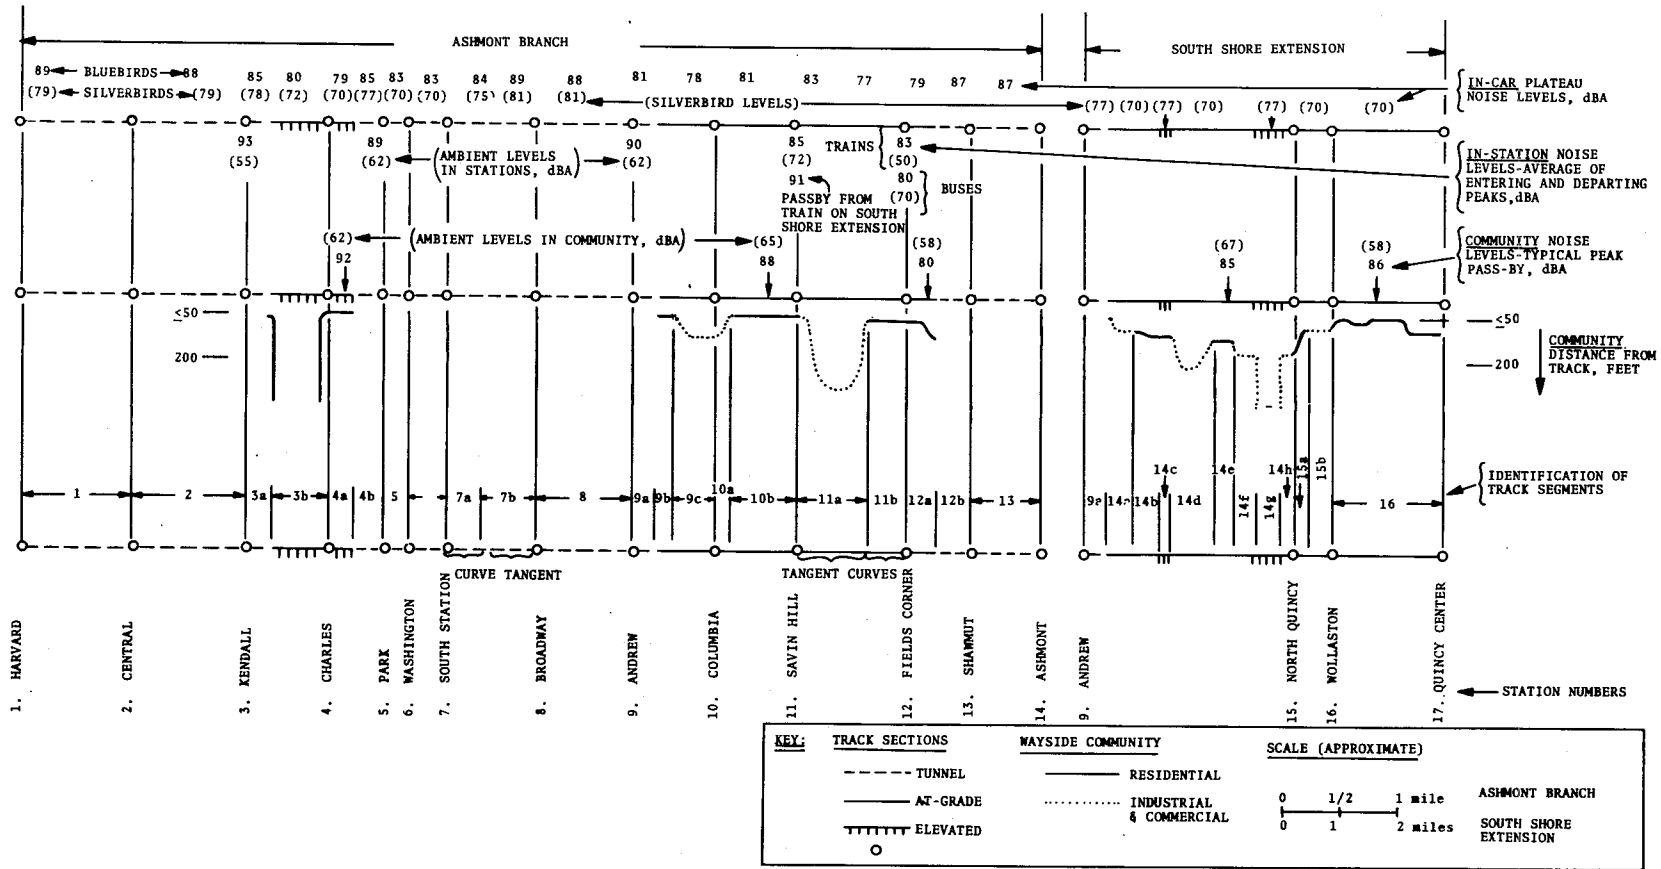 ASHMONT BRANCH
SOUTH SHORE EXTENSION
89 BLUEBIRDS 88 85 80 79 85 83 83 84 89 88 81 78 81 83 77 79 87 87
(79) SILVERBIRDS (79) (78) (72) (70) (77) (70) (70) (75) (81) (81) (SILVERBIRD LEVELS) (77) (70) (77) (70) (77) (70) (70)
IN-CAR PLATEAU
NOISE LEVELS, dBA
93 89 90 85 TRAINS 83
(55) (62) (AMBIENT LEVELS IN STATIONS, dBA) (62) (72) (50)
91 80
(70) BUSES
PASSBY FROM
TRAIN ON SOUTH
SHORE EXTENSION
IN-STATION NOISE
LEVELS-AVERAGE OF
ENTERING AND DEPARTING
PEAKS,dBA
(62) (AMBIENT LEVELS IN COMMUNITY, dBA) (65) (58) (67) (58)
92 88 80 85 86
COMMUNITY NOISE
LEVELS-TYPICAL PEAK
PASS-BY, dBA
<50 <50
200 200
COMMUNITY
DISTANCE FROM
TRACK, FEET
1 2 3a 3b 4a 4b 5 7a 7b 8 9a 9b 9c 10a 10b 11a 11b 12a 12b 13 9a 14a 14b 14c 14d 14e 14f 14g 14h 15a 15b 16
IDENTIFICATION OF
TRACK SEGMENTS
CURVE TANGENT
TANGENT CURVES
1. HARVARD
2. CENTRAL
3. KENDALL
4. CHARLES
5. PARK
6. WASHINGTON
7. SOUTH STATION
8. BROADWAY
9. ANDREW
10. COLUMBIA
11. SAVIN HILL
12. FIELDS CORNER
13. SHAWMUT
14. ASHMONT
9. ANDREW
15. NORTH QUINCY
16. WOLLASTON
17. QUINCY CENTER
STATION NUMBERS
KEY: TRACK SECTIONS
TUNNEL
AT-GRADE
ELEVATED
WAYSIDE COMMUNITY
RESIDENTIAL
INDUSTRIAL
& COMMERCIAL
SCALE (APPROXIMATE)
0 1/2 1 mile ASHMONT BRANCH
0 1 2 miles SOUTH SHORE
EXTENSION